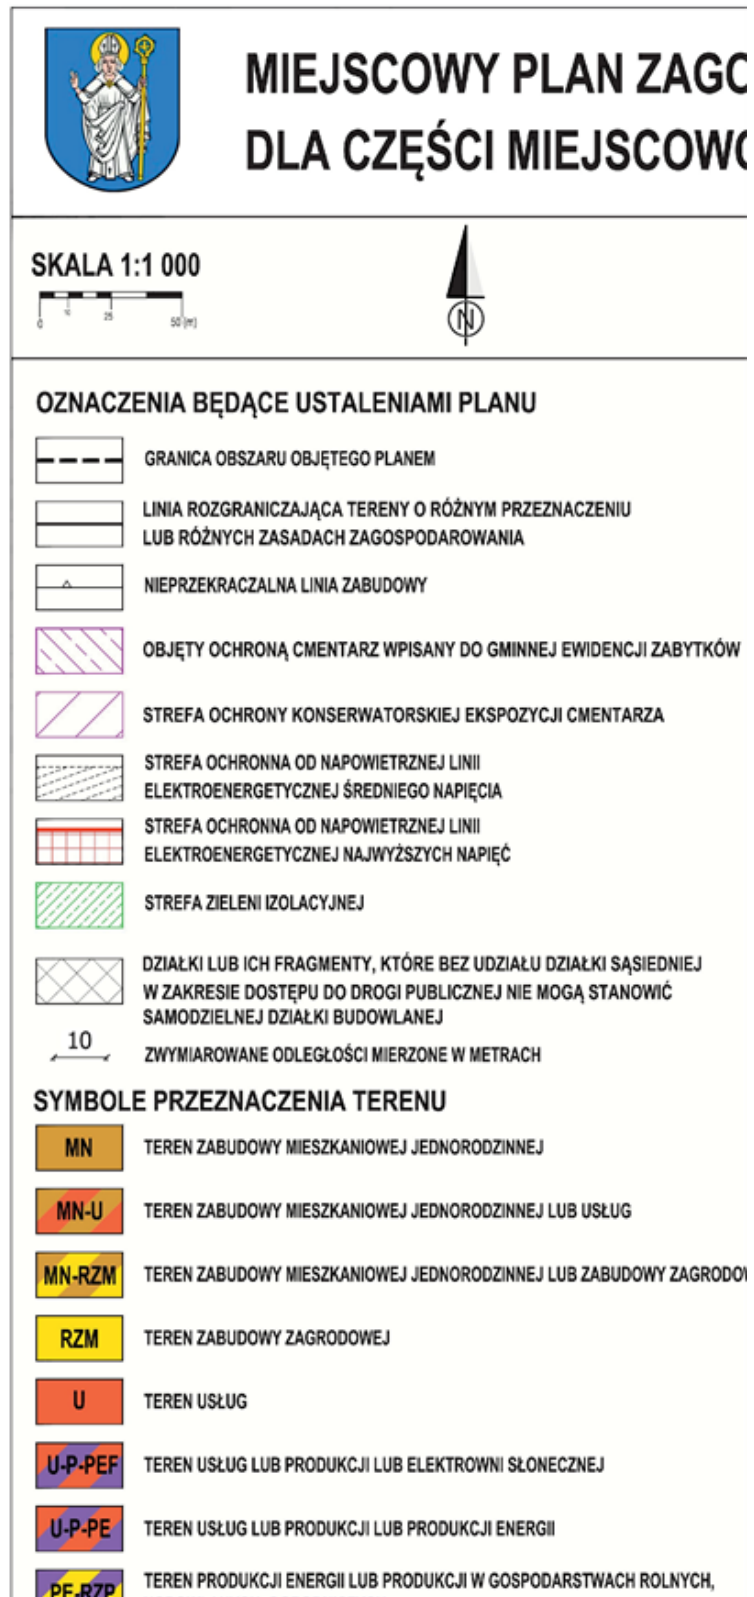 MIEJSCOWY PLAN
DLA CZĘŚCI
SKALA 1:1 000
0 10 25 50 (m)
N
OZNACZENIA BĘDĄCE USTALENIAMI PLANU
GRANICA OBSZARU OBJĘTEGO PLANEM
LINIA ROZGRANICZAJĄCA TERENY O RÓŻNYM PRZEZNACZENIU
LUB RÓŻNYCH ZASADACH ZAGOSPODAROWANIA
NIEPRZEKRACZALNA LINIA ZABUDOWY
OBJĘTY OCHRONĄ CMENTARZ WPISANY DO GMINNEJ EWIDENCJI ZABYTKÓW
STREFA OCHRONY KONSERWATORSKIEJ EKSPOZYCJI CMENTARZA
STREFA OCHRONNA OD NAPOWIETRZNEJ LINII
ELEKTROENERGETYCZNEJ ŚREDNIEGO NAPIĘCIA
STREFA OCHRONNA OD NAPOWIETRZNEJ LINII
ELEKTROENERGETYCZNEJ NAJWYŻSZYCH NAPIĘĆ
STREFA ZIELENI IZOLACYJNEJ
DZIAŁKI LUB ICH FRAGMENTY, KTÓRE BEZ UDZIAŁU DZIAŁKI SĄSIEDNIEJ
W ZAKRESIE DOSTĘPU DO DROGI PUBLICZNEJ NIE MOGĄ STANOWIĆ
SAMODZIELNEJ DZIAŁKI BUDOWLANEJ
10 ZWYMIAROWANE ODLEGŁOŚCI MIERZONE W METRACH
SYMBOLE PRZEZNACZENIA TERENU
MN TEREN ZABUDOWY MIESZKANIOWEJ JEDNORODZINNEJ
MN-U TEREN ZABUDOWY MIESZKANIOWEJ JEDNORODZINNEJ LUB USŁUG
MN-RZM TEREN ZABUDOWY MIESZKANIOWEJ JEDNORODZINNEJ LUB ZABUDOWY
RZM TEREN ZABUDOWY ZAGRODOWEJ
U TEREN USŁUG
U-P-PEF TEREN USŁUG LUB PRODUKCJI LUB ELEKTROWNI SŁONECZNEJ
U-P-PE TEREN USŁUG LUB PRODUKCJI LUB PRODUKCJI ENERGII
PE-RZP TEREN PRODUKCJI ENERGII LUB PRODUKCJI W GOSPODARSTWACH ROLNYCH,